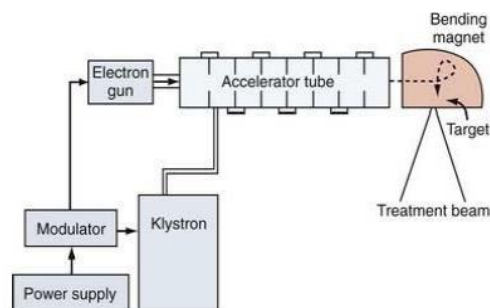 Bending
magnet
Electron
gun
Accelerator tube
Target
Treatment beam
Klystron
Modulator
Power supply